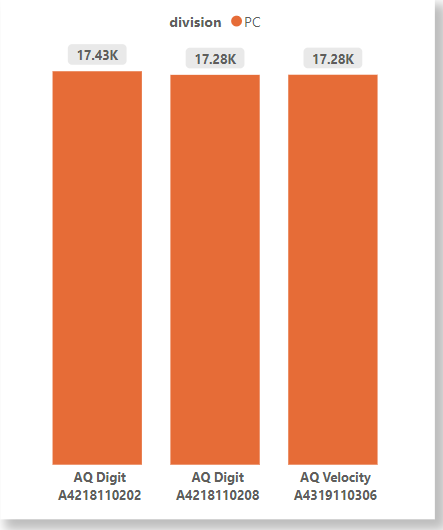 division PC
17.43K
17.28K
17.28K
AQ Digit
A4218110202
AQ Digit
A4218110208
AQ Velocity
A4319110306